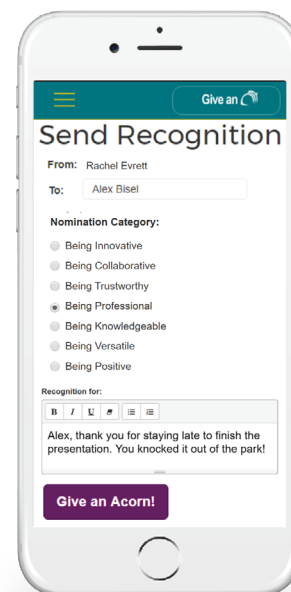 Give an
Send Recognition
From: Rachel Evrett
To: Alex Bisel
Nomination Category:
Being Innovative
Being Collaborative
Being Trustworthy
Being Professional
Being Knowledgeable
Being Versatile
Being Positive
Recognition for:
B I U
Alex, thank you for staying late to finish the
presentation. You knocked it out of the park!
Give an Acorn!